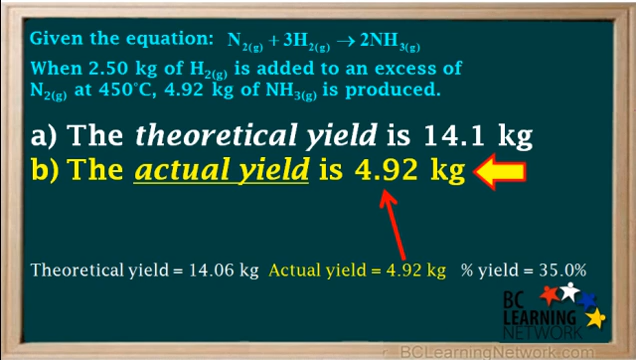 Given the equation: N₂(g) + 3H₂(g) → 2NH₃(g)
When 2.50 kg of H₂(g) is added to an excess of
N₂(g) at 450°C, 4.92 kg of NH₃(g) is produced.
a) The theoretical yield is 14.1 kg
b) The actual yield is 4.92 kg
Theoretical yield = 14.06 kg Actual yield = 4.92 kg % yield = 35.0%
BC
LEARNING
NETWORK
BCLearningNetwork.com